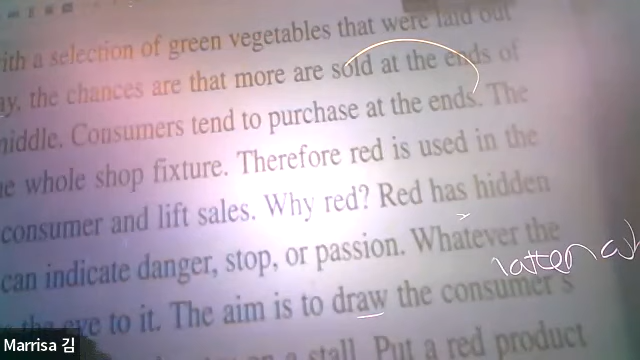 ith a selection of green vegetables that were laid out
ay, the chances are that more are sold at the ends of
middle. Consumers tend to purchase at the ends. The
e whole shop fixture. Therefore red is used in the
consumer and lift sales. Why red? Red has hidden
can indicate danger, stop, or passion. Whatever the
eye to it. The aim is to draw the consumer's
a stall. Put a red product
Marrisa 김